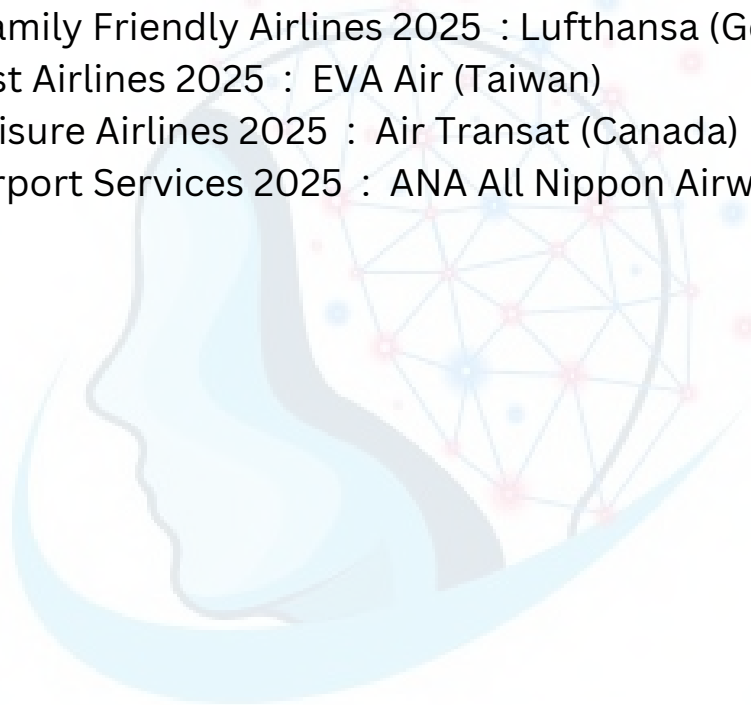 amily Friendly Airlines 2025 : Lufthansa (G
st Airlines 2025 : EVA Air (Taiwan)
isure Airlines 2025 : Air Transat (Canada)
rport Services 2025 : ANA All Nippon Airw